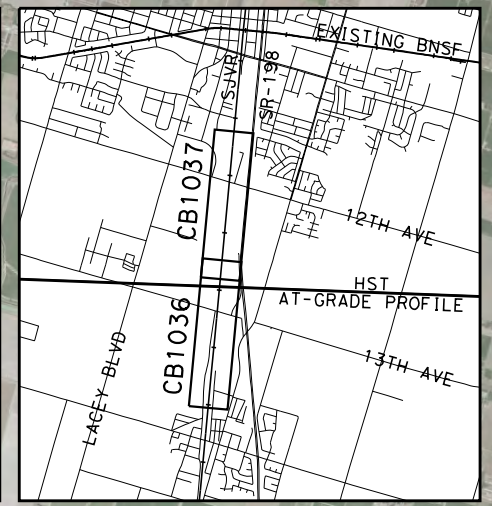 EXISTING BNSF
SJVR
SR-198
CB1037
12TH AVE
HST
AT-GRADE PROFILE
CB1036
LACEY BLVD
13TH AVE